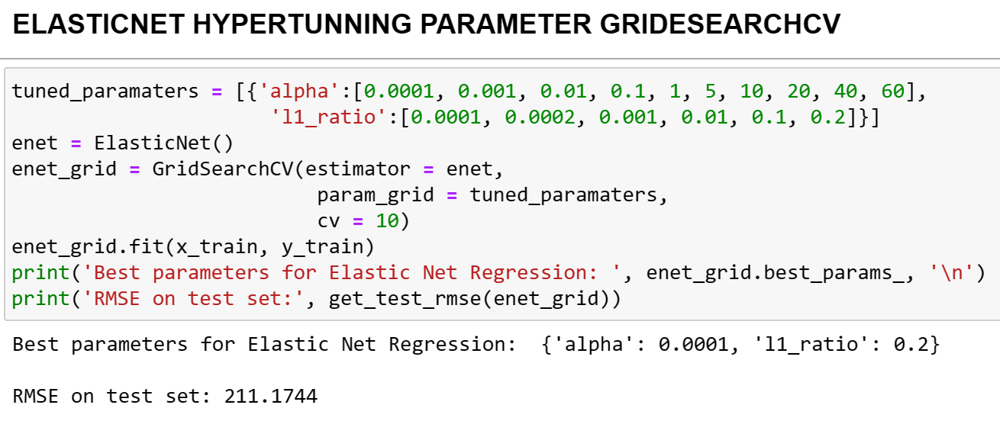 ELASTICNET HYPERTUNNING PARAMETER GRIDESEARCHCV
tuned_paramaters = [{'alpha':[0.0001, 0.001, 0.01, 0.1, 1, 5, 10, 20, 40, 60],
'l1_ratio':[0.0001, 0.0002, 0.001, 0.01, 0.1, 0.2]}]
enet = ElasticNet()
enet_grid = GridSearchCV(estimator = enet,
param_grid = tuned_paramaters,
cv = 10)
enet_grid.fit(x_train, y_train)
print('Best parameters for Elastic Net Regression: ', enet_grid.best_params_, '\n')
print('RMSE on test set:', get_test_rmse(enet_grid))
Best parameters for Elastic Net Regression:  {'alpha': 0.0001, 'l1_ratio': 0.2}
RMSE on test set: 211.1744